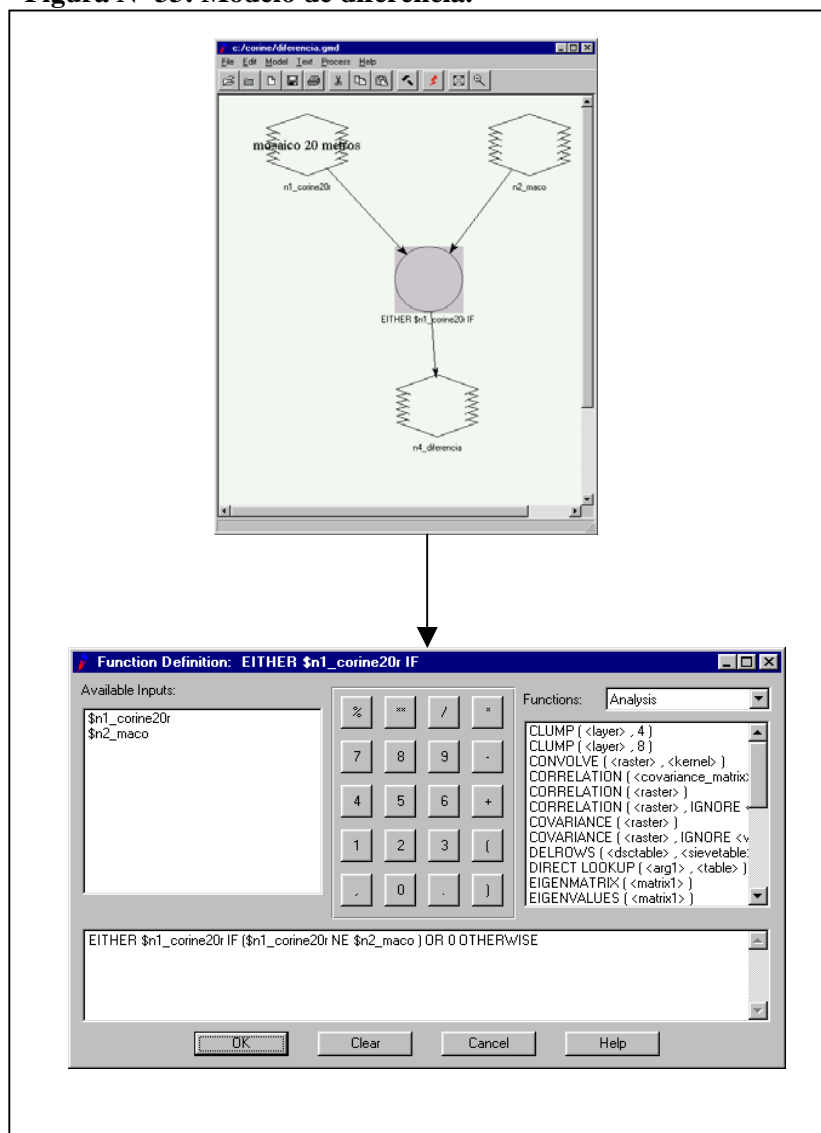 Figura Nº 35: Modelo de diferencia.
c:/corine/diferencia.gmd
File Edit Model Text Process Help
mosaico 20 metros
n1_corine20r
n2_maco
EITHER $n1_corine20r IF
n4_diferencia
Function Definition: EITHER $n1_corine20r IF
Available Inputs:
$n1_corine20r
$n2_maco
% ** / *
7 8 9 -
4 5 6 +
1 2 3 (
, 0 . )
Functions: Analysis
CLUMP ( <layer> , 4 )
CLUMP ( <layer> , 8 )
CONVOLVE ( <raster> , <kernel> )
CORRELATION ( <covariance_matrix>
CORRELATION ( <raster> )
CORRELATION ( <raster> , IGNORE <
COVARIANCE ( <raster> )
COVARIANCE ( <raster> , IGNORE <v
DELROWS ( <dsctable> , <sievetable>
DIRECT LOOKUP ( <arg1> , <table> )
EIGENMATRIX ( <matrix1> )
EIGENVALUES ( <matrix1> )
EITHER $n1_corine20r IF ($n1_corine20r NE $n2_maco ) OR 0 OTHERWISE
OK Clear Cancel Help